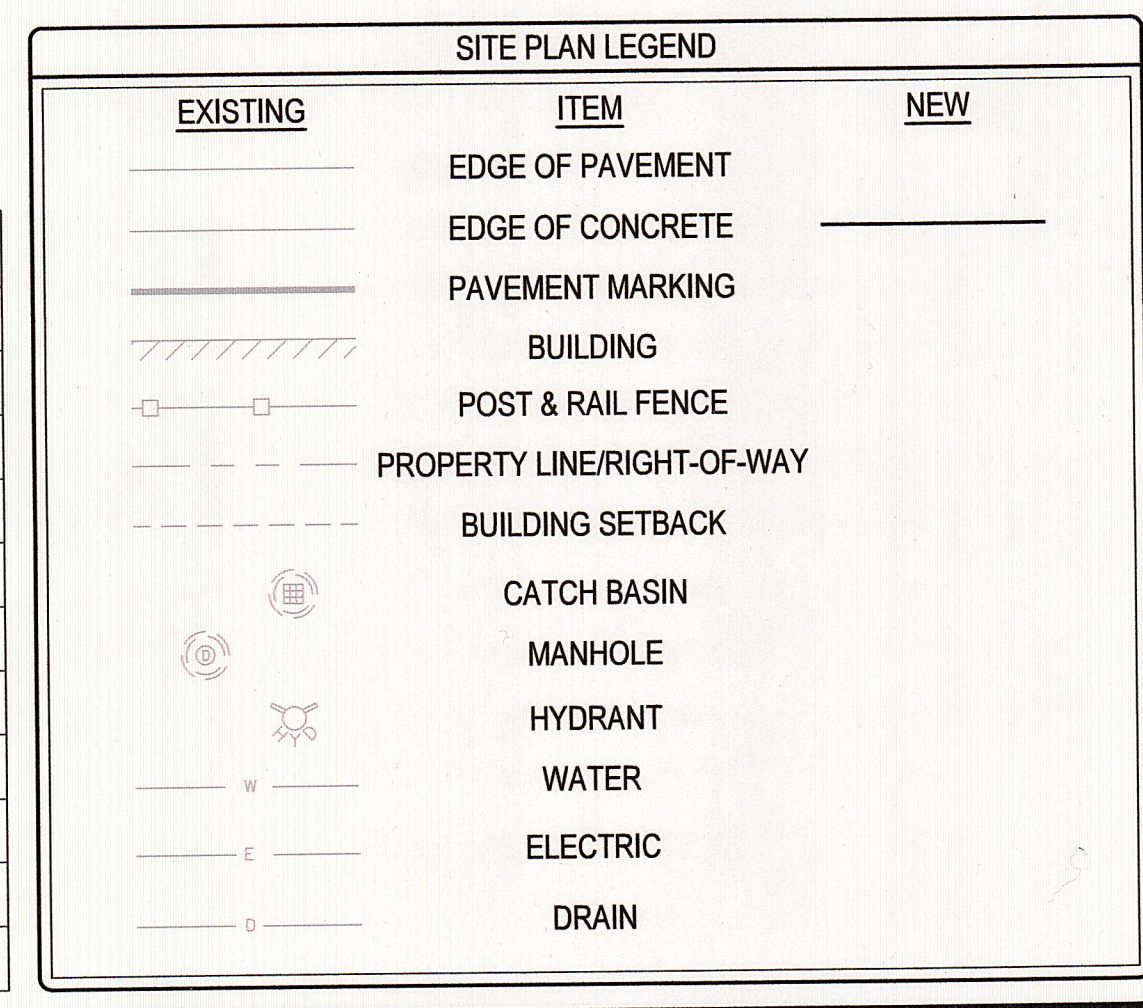 SITE PLAN LEGEND
EXISTING ITEM NEW
EDGE OF PAVEMENT
EDGE OF CONCRETE
PAVEMENT MARKING
BUILDING
POST & RAIL FENCE
PROPERTY LINE/RIGHT-OF-WAY
BUILDING SETBACK
CATCH BASIN
D MANHOLE
HYD HYDRANT
W WATER
E ELECTRIC
D DRAIN